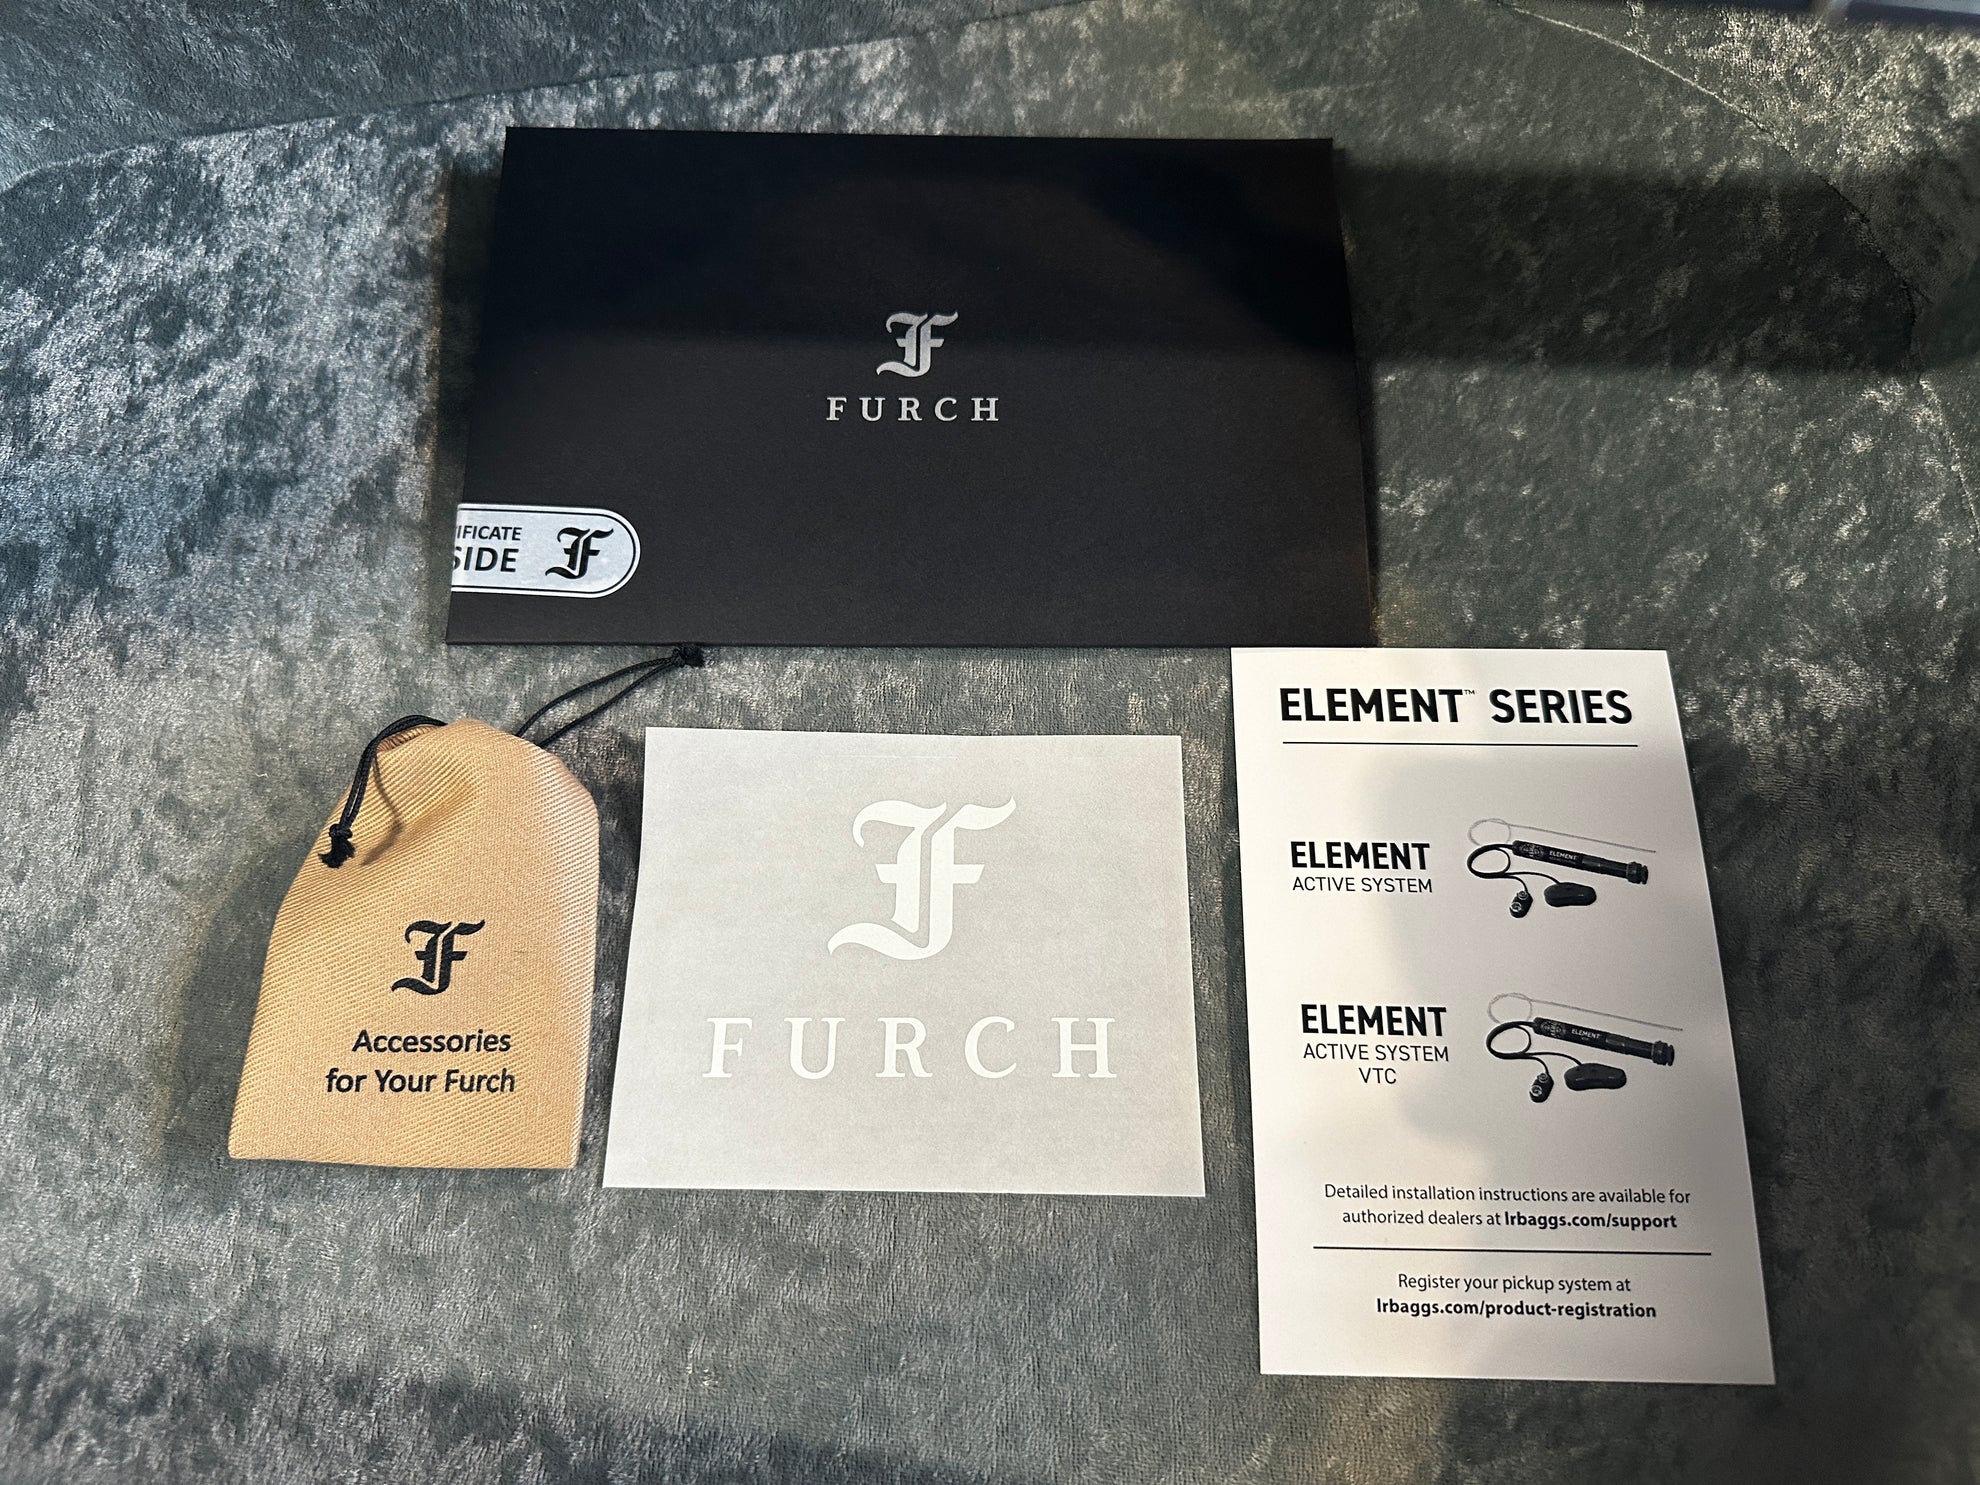 F
FURCH
IFICATE
SIDE
F
F
Accessories
for Your Furch
F
FURCH
ELEMENT™ SERIES
ELEMENT
ACTIVE SYSTEM
ELEMENT
ELEMENT
ACTIVE SYSTEM
VTC
ELEMENT
Detailed installation instructions are available for
authorized dealers at lrbaggs.com/support
Register your pickup system at
lrbaggs.com/product-registration